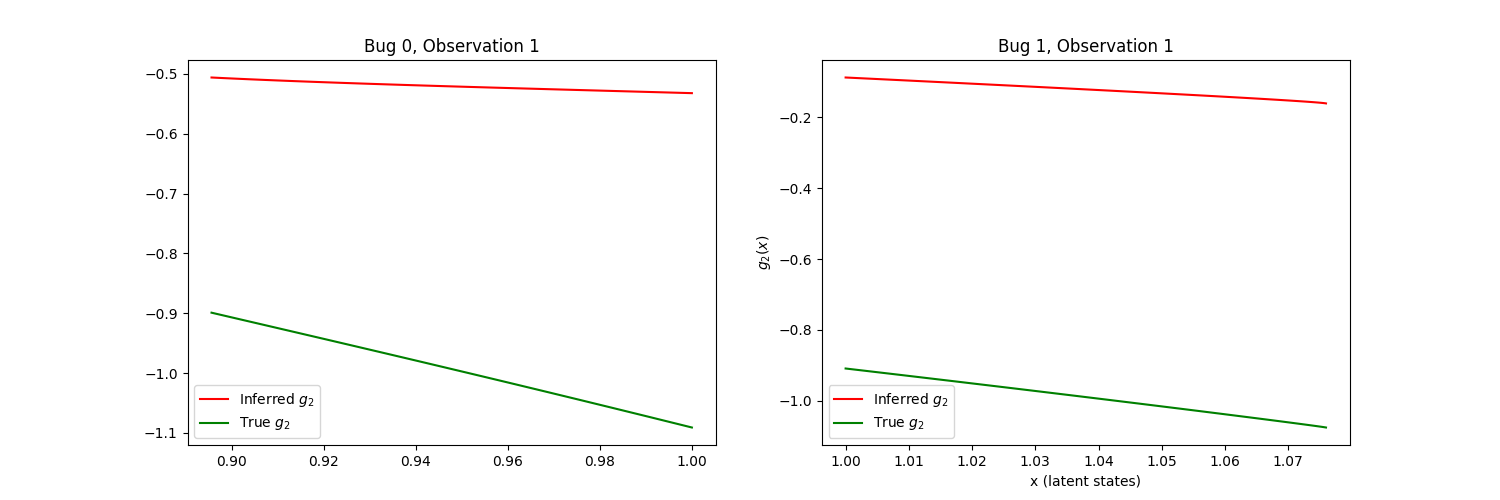 Bug 0, Observation 1
−0.5
−0.6
−0.7
−0.8
−0.9
−1.0
−1.1
Inferred g₂
True g₂
0.90 0.92 0.94 0.96 0.98 1.00
Bug 1, Observation 1
g₂(x)
−0.2
−0.4
−0.6
−0.8
−1.0
Inferred g₂
True g₂
1.00 1.01 1.02 1.03 1.04 1.05 1.06 1.07
x (latent states)